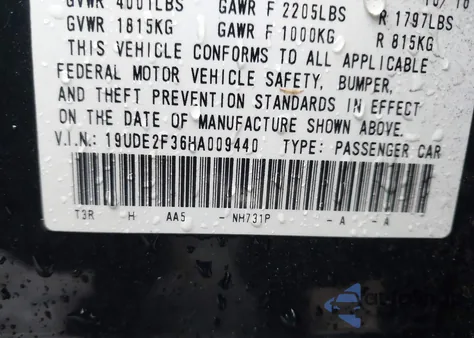 GVWR 4001LBS GAWR F 2205LBS R 1797LBS
GVWR 1815KG GAWR F 1000KG R 815KG
THIS VEHICLE CONFORMS TO ALL APPLICABLE
FEDERAL MOTOR VEHICLE SAFETY, BUMPER,
AND THEFT PREVENTION STANDARDS IN EFFECT
ON THE DATE OF MANUFACTURE SHOWN ABOVE.
V.I.N.: 19UDE2F36HA009440 TYPE: PASSENGER CAR
T3R H AA5 - NH731P - A - A